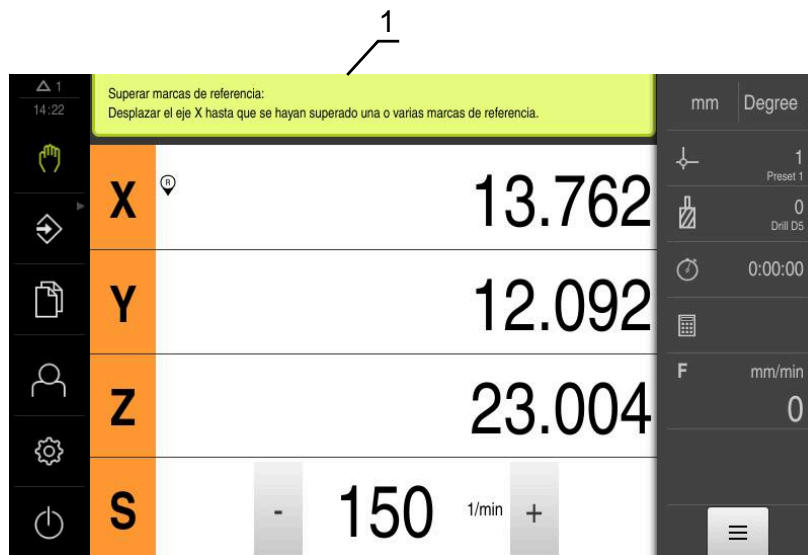 1
1
14:22
Superar marcas de referencia:
Desplazar el eje X hasta que se hayan superado una o varias marcas de referencia.
mm Degree
X R 13.762
1
Preset 1
0
Drill D5
Y 12.092
0:00:00
Z 23.004
F mm/min
0
S - 150 1/min +